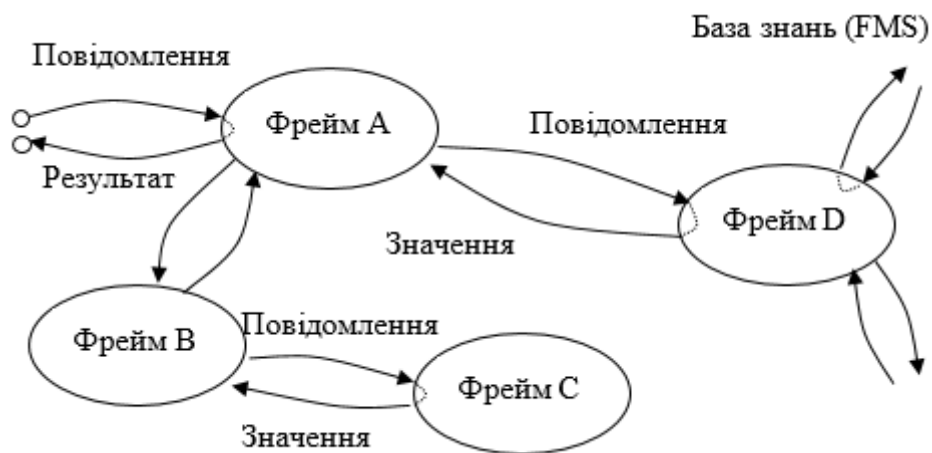 База знань (FMS)
Повідомлення
Фрейм A
Повідомлення
Результат
Фрейм D
Значення
Повідомлення
Фрейм B
Фрейм C
Значення